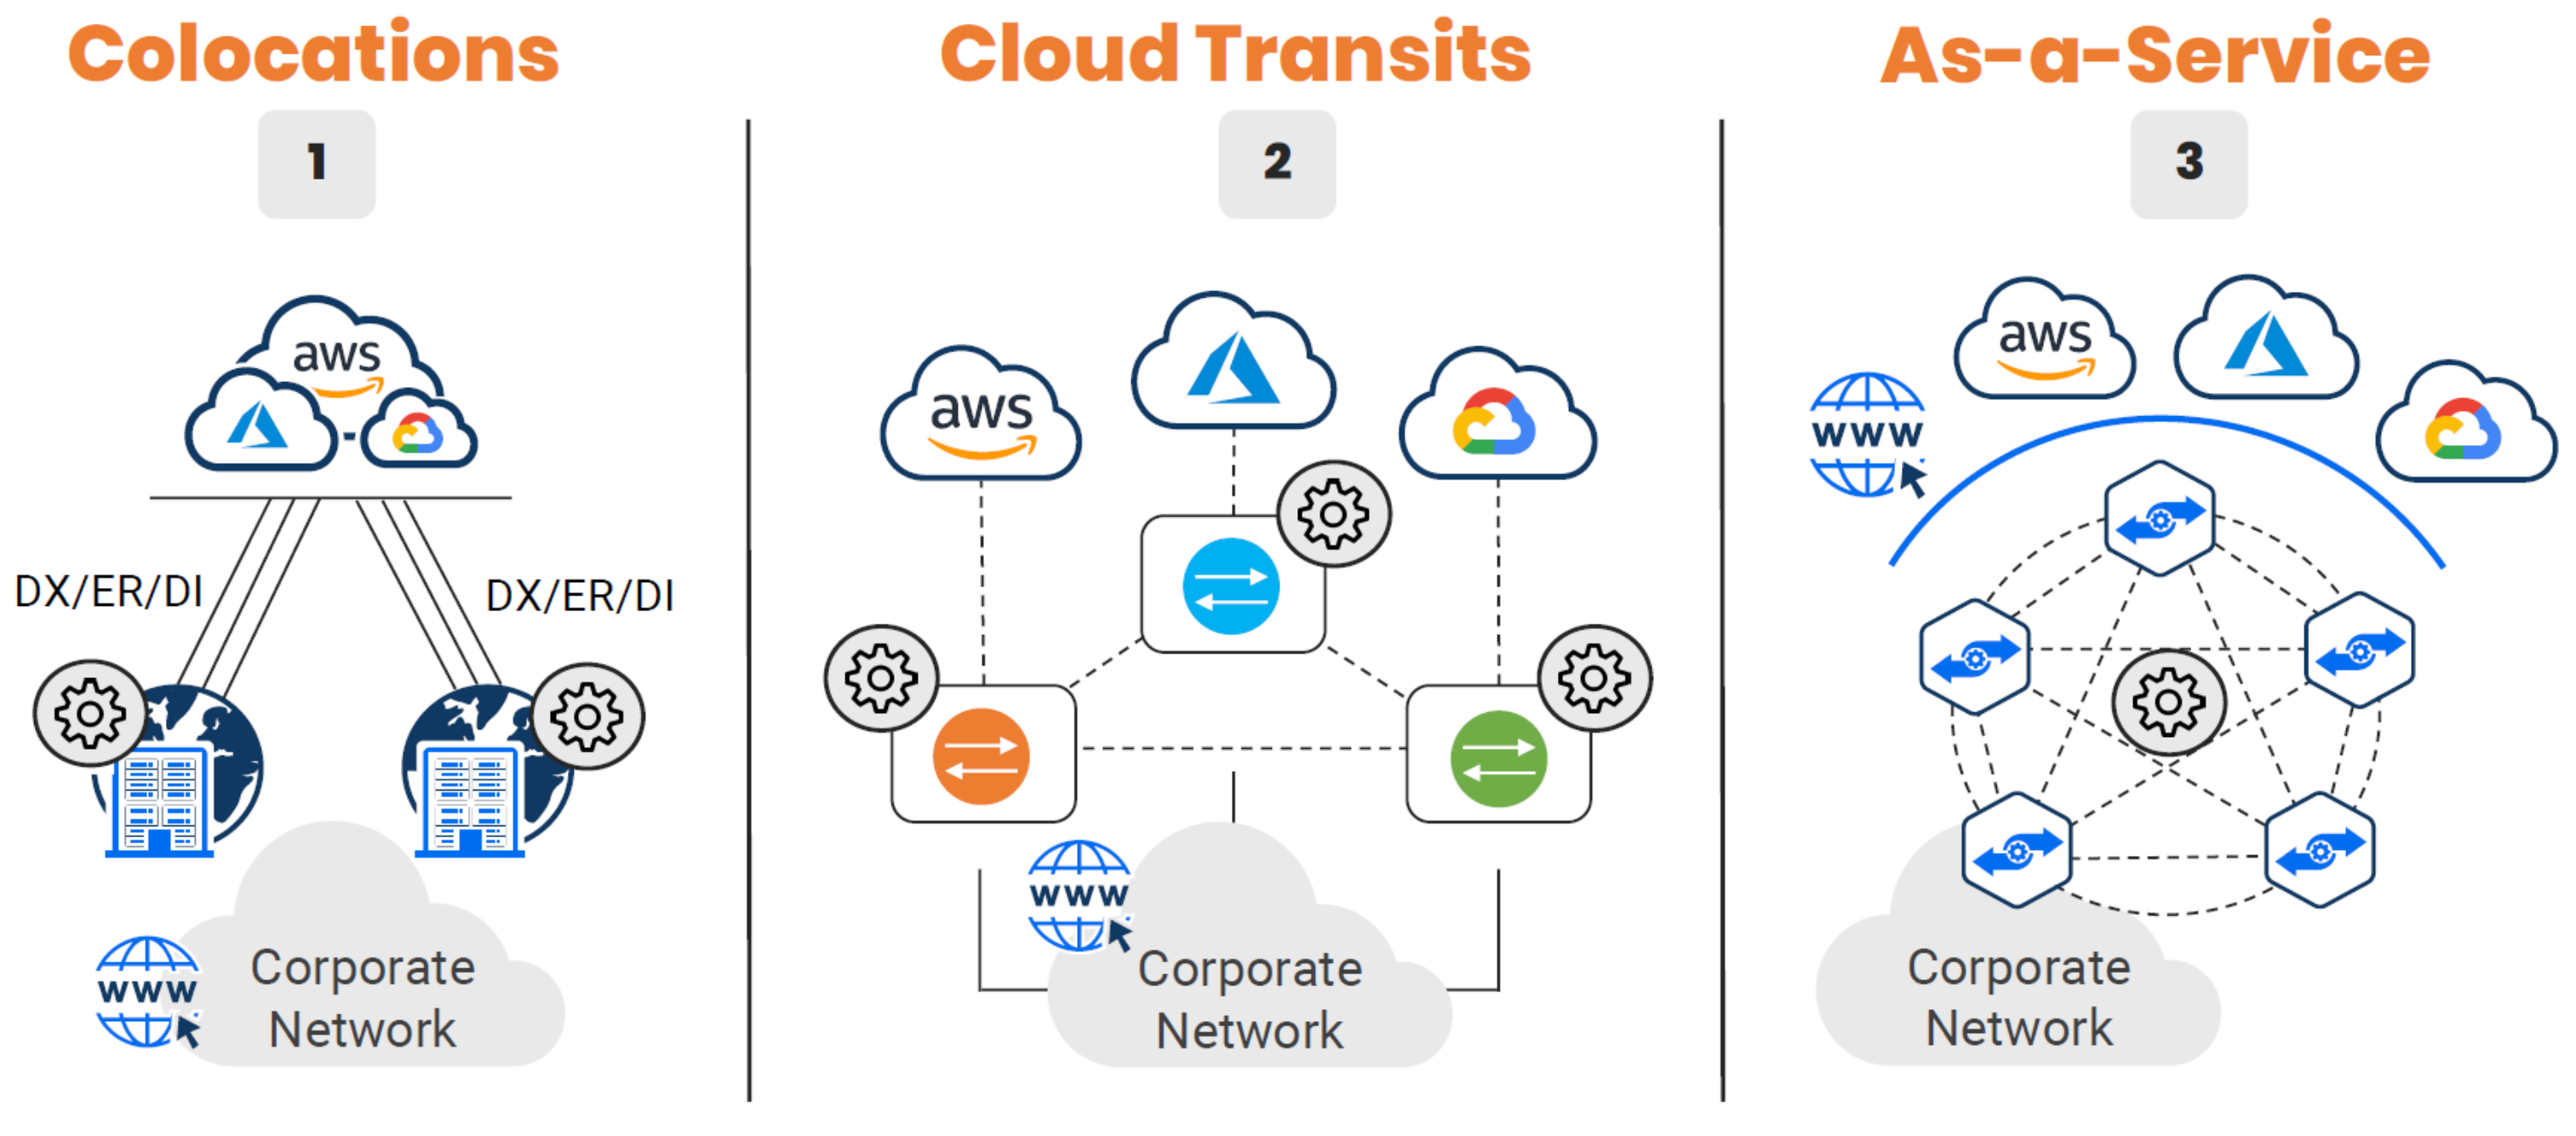 Colocations
1
aws
DX/ER/DI
DX/ER/DI
www
Corporate
Network
Cloud Transits
2
aws
www
Corporate
Network
As-a-Service
3
aws
www
Corporate
Network